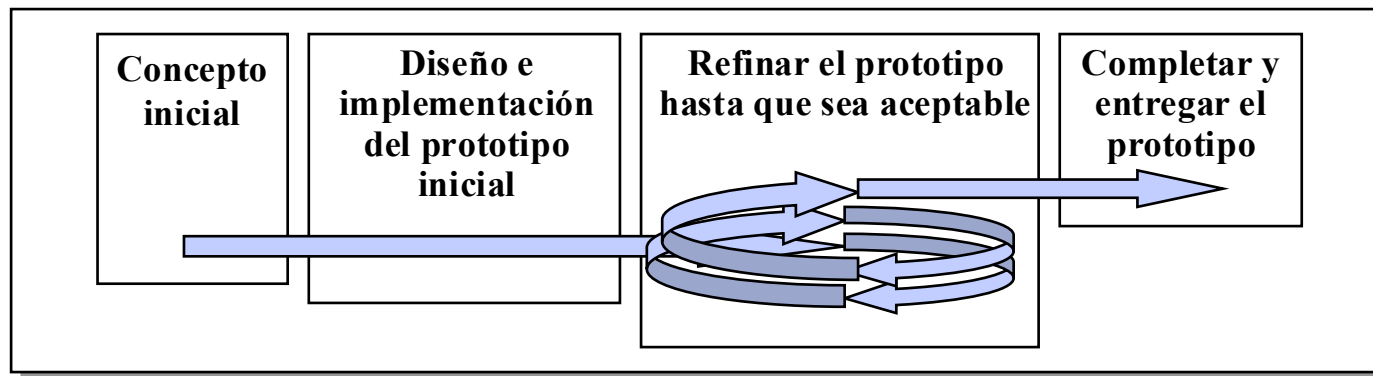 Concepto
inicial
Diseño e
implementación
del prototipo
inicial
Refinar el prototipo
hasta que sea aceptable
Completar y
entregar el
prototipo